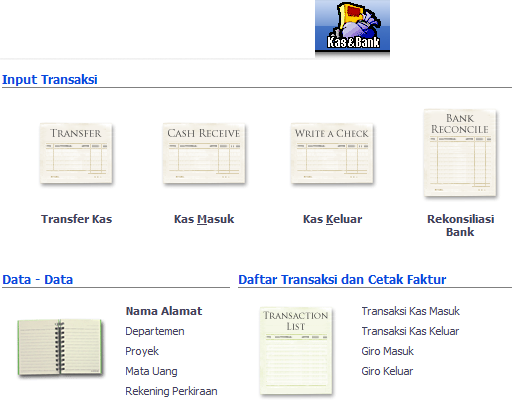 Kas&Bank
Input Transaksi
TRANSFER
CASH RECEIVE
WRITE A CHECK
BANK
RECONCILE
Transfer Kas
Kas Masuk
Kas Keluar
Rekonsiliasi
Bank
Data - Data
Nama Alamat
Departemen
Proyek
Mata Uang
Rekening Perkiraan
Daftar Transaksi dan Cetak Faktur
TRANSACTION
LIST
Transaksi Kas Masuk
Transaksi Kas Keluar
Giro Masuk
Giro Keluar